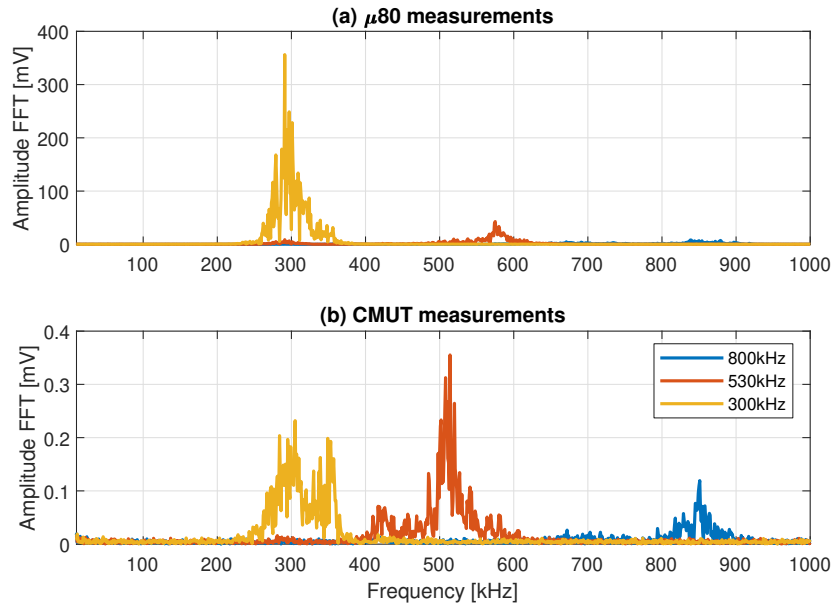 (a) μ80 measurements
Amplitude FFT [mV]
400
300
200
100
0
100 200 300 400 500 600 700 800 900 1000
(b) CMUT measurements
Amplitude FFT [mV]
0.4
0.3
0.2
0.1
0
800kHz
530kHz
300kHz
100 200 300 400 500 600 700 800 900 1000
Frequency [kHz]